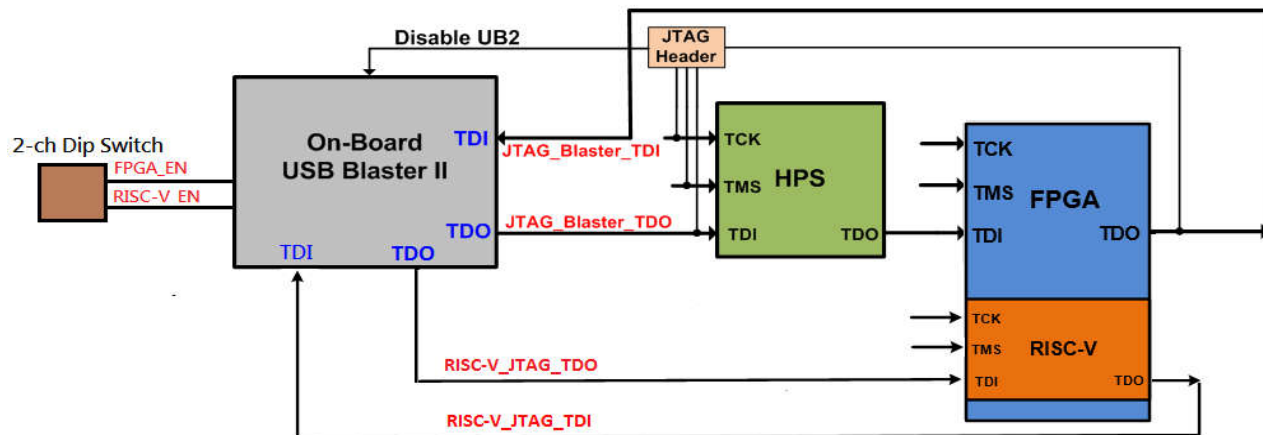 Disable UB2
JTAG
Header
2-ch Dip Switch
FPGA_EN
RISC-V_EN
On-Board
USB Blaster II
TDI
TDO
TDI
TDO
JTAG_Blaster_TDI
JTAG_Blaster_TDO
TCK
TMS
HPS
TDI
TDO
TCK
TMS
FPGA
TDI
TDO
TCK
TMS
RISC-V
TDI
TDO
RISC-V_JTAG_TDO
RISC-V_JTAG_TDI